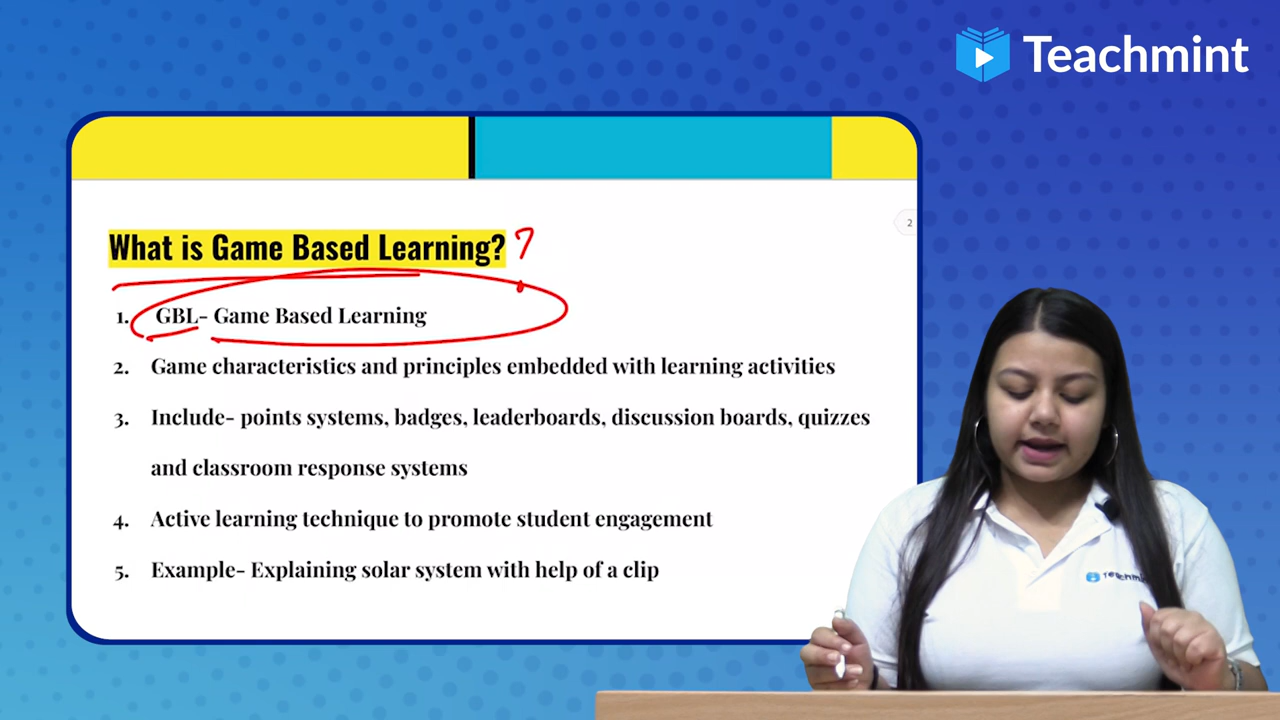 Teachmint
2
What is Game Based Learning? ?
1. GBL- Game Based Learning
2. Game characteristics and principles embedded with learning activities
3. Include- points systems, badges, leaderboards, discussion boards, quizzes
and classroom response systems
4. Active learning technique to promote student engagement
5. Example- Explaining solar system with help of a clip